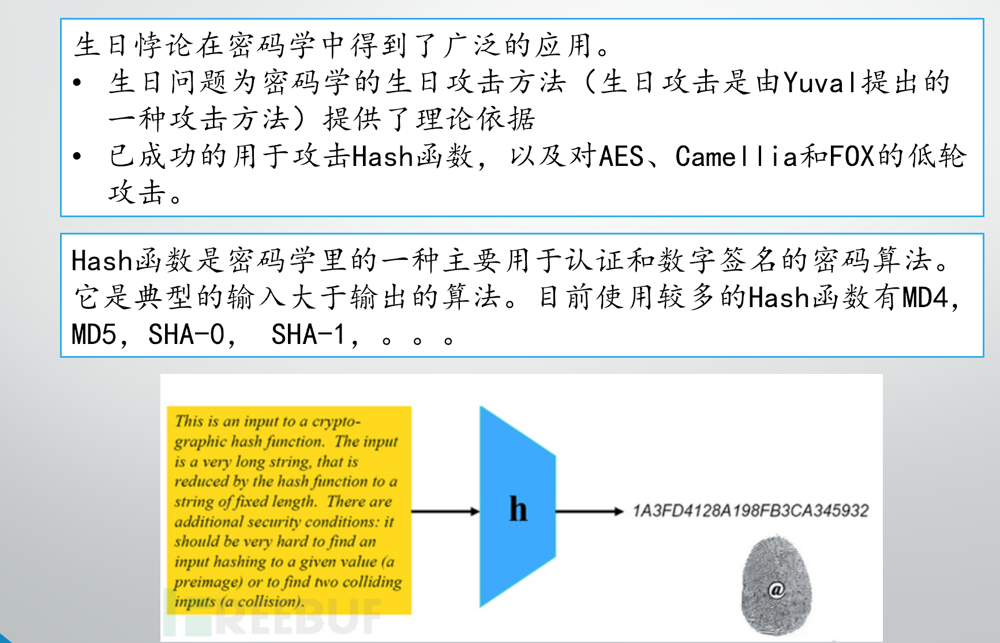 生日悖论在密码学中得到了广泛的应用。
• 生日问题为密码学的生日攻击方法（生日攻击是由Yuval提出的
一种攻击方法）提供了理论依据
• 已成功的用于攻击Hash函数，以及对AES、Camellia和FOX的低轮
攻击。
Hash函数是密码学里的一种主要用于认证和数字签名的密码算法。
它是典型的输入大于输出的算法。目前使用较多的Hash函数有MD4,
MD5, SHA-0, SHA-1, 。。。
This is an input to a crypto-
graphic hash function. The input
is a very long string, that is
reduced by the hash function to a
string of fixed length. There are
additional security conditions: it
should be very hard to find an
input hashing to a given value (a
preimage) or to find two colliding
inputs (a collision).
h
1A3FD4128A198FB3CA345932
@
FREEBUF